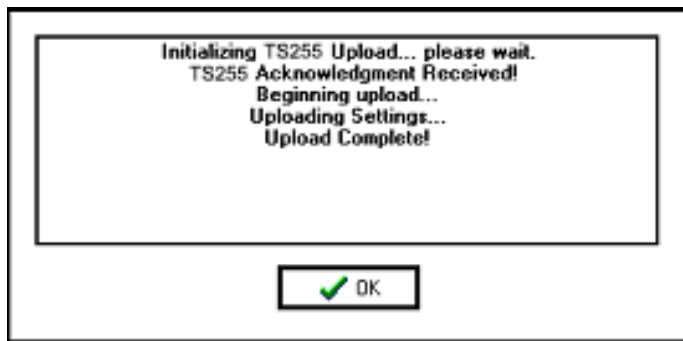 Initializing TS255 Upload... please wait.
TS255 Acknowledgment Received!
Beginning upload...
Uploading Settings...
Upload Complete!
OK